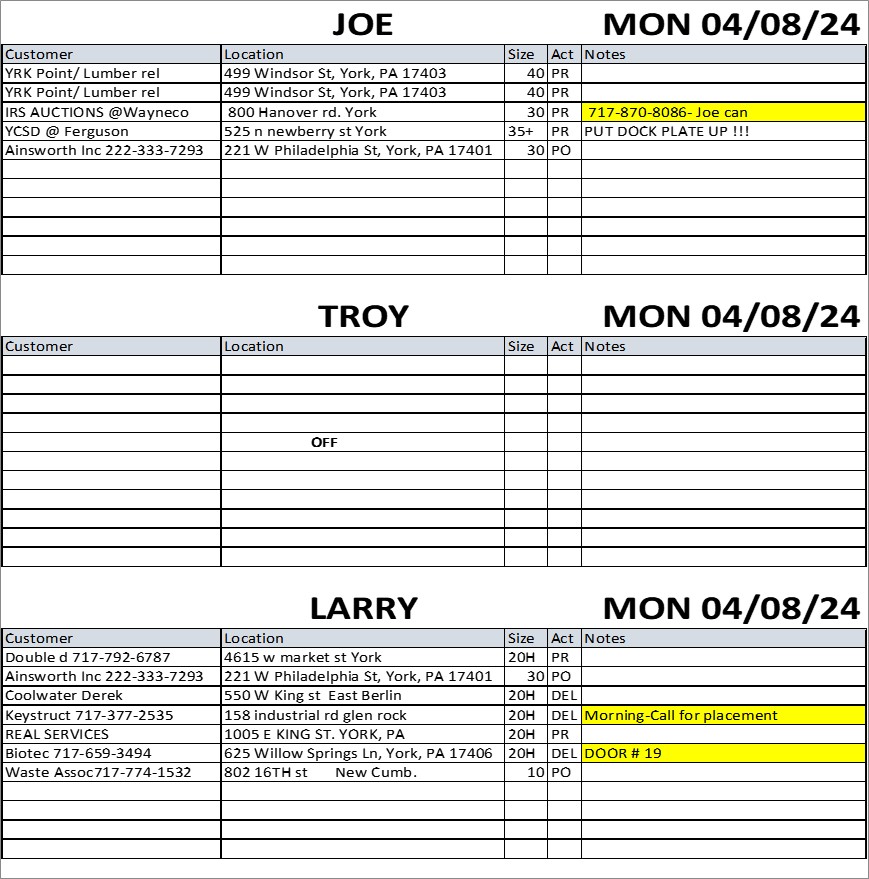 JOE MON 04/08/24
Customer Location Size Act Notes
YRK Point/ Lumber rel 499 Windsor St, York, PA 17403 40 PR
YRK Point/ Lumber rel 499 Windsor St, York, PA 17403 40 PR
IRS AUCTIONS @Wayneco 800 Hanover rd. York 30 PR 717-870-8086- Joe can
YCSD @ Ferguson 525 n newberry st York 35+ PR PUT DOCK PLATE UP !!!
Ainsworth Inc 222-333-7293 221 W Philadelphia St, York, PA 17401 30 PO
TROY MON 04/08/24
Customer Location Size Act Notes
OFF
LARRY MON 04/08/24
Customer Location Size Act Notes
Double d 717-792-6787 4615 w market st York 20H PR
Ainsworth Inc 222-333-7293 221 W Philadelphia St, York, PA 17401 30 PO
Coolwater Derek 550 W King st East Berlin 20H DEL
Keystruct 717-377-2535 158 industrial rd glen rock 20H DEL Morning-Call for placement
REAL SERVICES 1005 E KING ST. YORK, PA 20H PR
Biotec 717-659-3494 625 Willow Springs Ln, York, PA 17406 20H DEL DOOR # 19
Waste Assoc717-774-1532 802 16TH st New Cumb. 10 PO